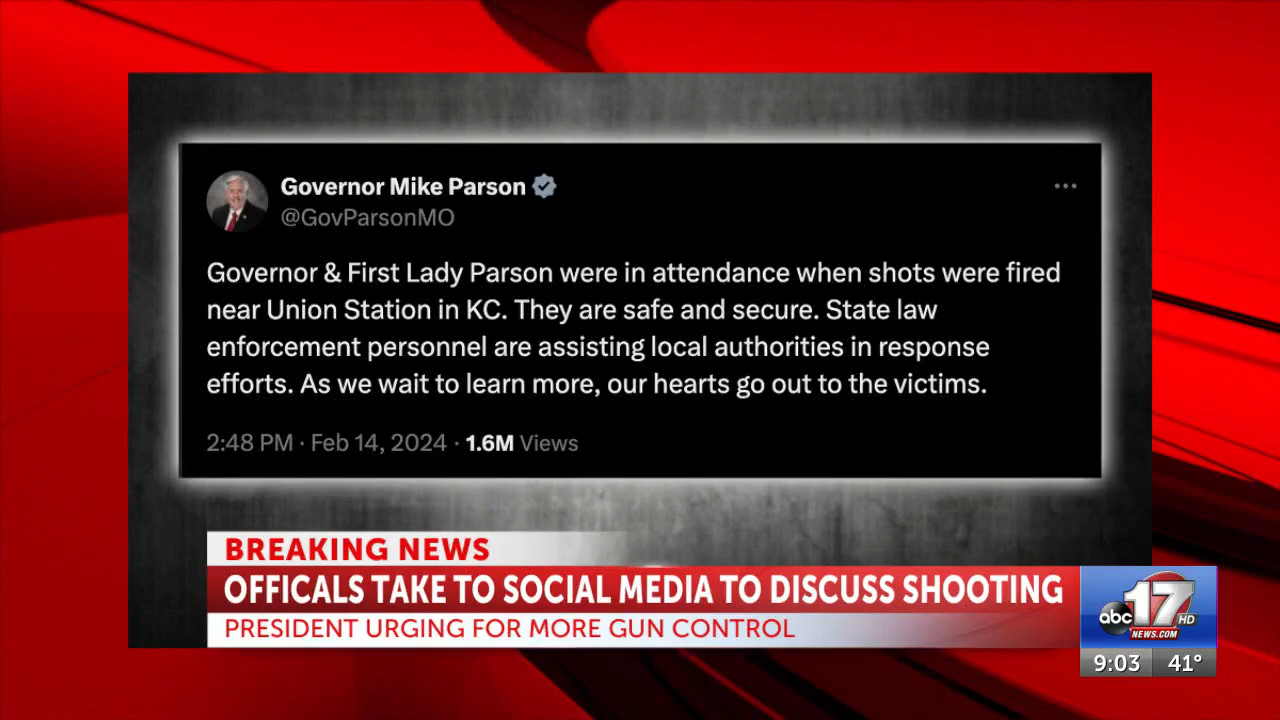 Governor Mike Parson
@GovParsonMO
Governor & First Lady Parson were in attendance when shots were fired
near Union Station in KC. They are safe and secure. State law
enforcement personnel are assisting local authorities in response
efforts. As we wait to learn more, our hearts go out to the victims.
2:48 PM · Feb 14, 2024 · 1.6M Views
BREAKING NEWS
OFFICALS TAKE TO SOCIAL MEDIA TO DISCUSS SHOOTING
PRESIDENT URGING FOR MORE GUN CONTROL
abc 17 HD
NEWS.COM
9:03 41°